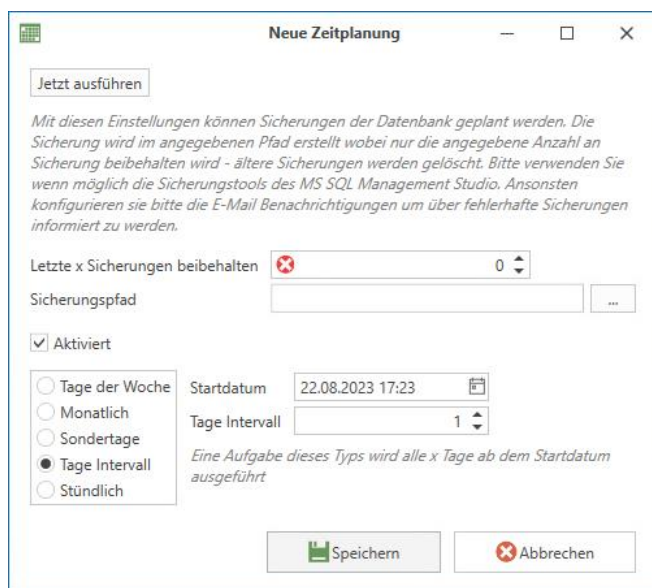 Neue Zeitplanung
Jetzt ausführen
Mit diesen Einstellungen können Sicherungen der Datenbank geplant werden. Die
Sicherung wird im angegebenen Pfad erstellt wobei nur die angegebene Anzahl an
Sicherung beibehalten wird - ältere Sicherungen werden gelöscht. Bitte verwenden Sie
wenn möglich die Sicherungstools des MS SQL Management Studio. Ansonsten
konfigurieren sie bitte die E-Mail Benachrichtigungen um über fehlerhafte Sicherungen
informiert zu werden.
Letzte x Sicherungen beibehalten 0
Sicherungspfad ...
Aktiviert
Tage der Woche
Monatlich
Sondertage
Tage Intervall
Stündlich
Startdatum 22.08.2023 17:23
Tage Intervall 1
Eine Aufgabe dieses Typs wird alle x Tage ab dem Startdatum
ausgeführt
Speichern Abbrechen